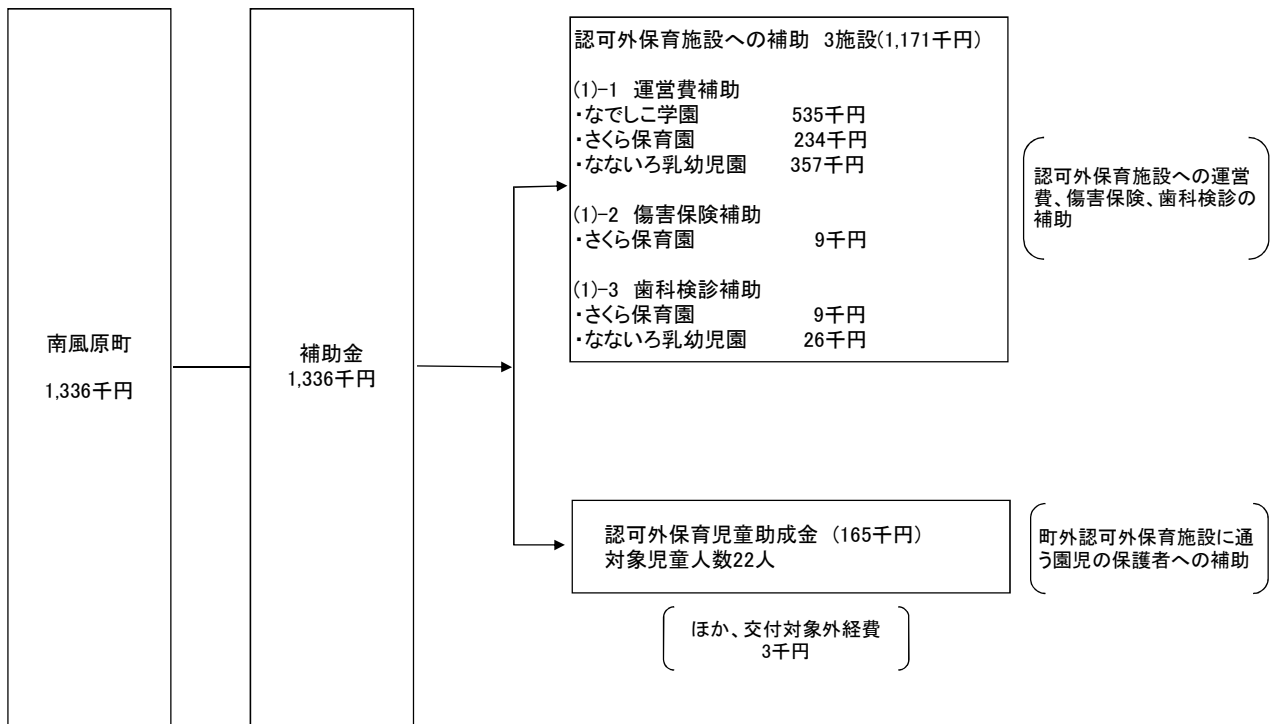 南風原町
1,336千円
補助金
1,336千円
認可外保育施設への補助 3施設(1,171千円)
(1)-1 運営費補助
・なでしこ学園 535千円
・さくら保育園 234千円
・なないろ乳幼児園 357千円
(1)-2 傷害保険補助
・さくら保育園 9千円
(1)-3 歯科検診補助
・さくら保育園 9千円
・なないろ乳幼児園 26千円
認可外保育施設への運営
費、傷害保険、歯科検診の
補助
認可外保育児童助成金 (165千円)
対象児童人数22人
町外認可外保育施設に通
う園児の保護者への補助
ほか、交付対象外経費
3千円